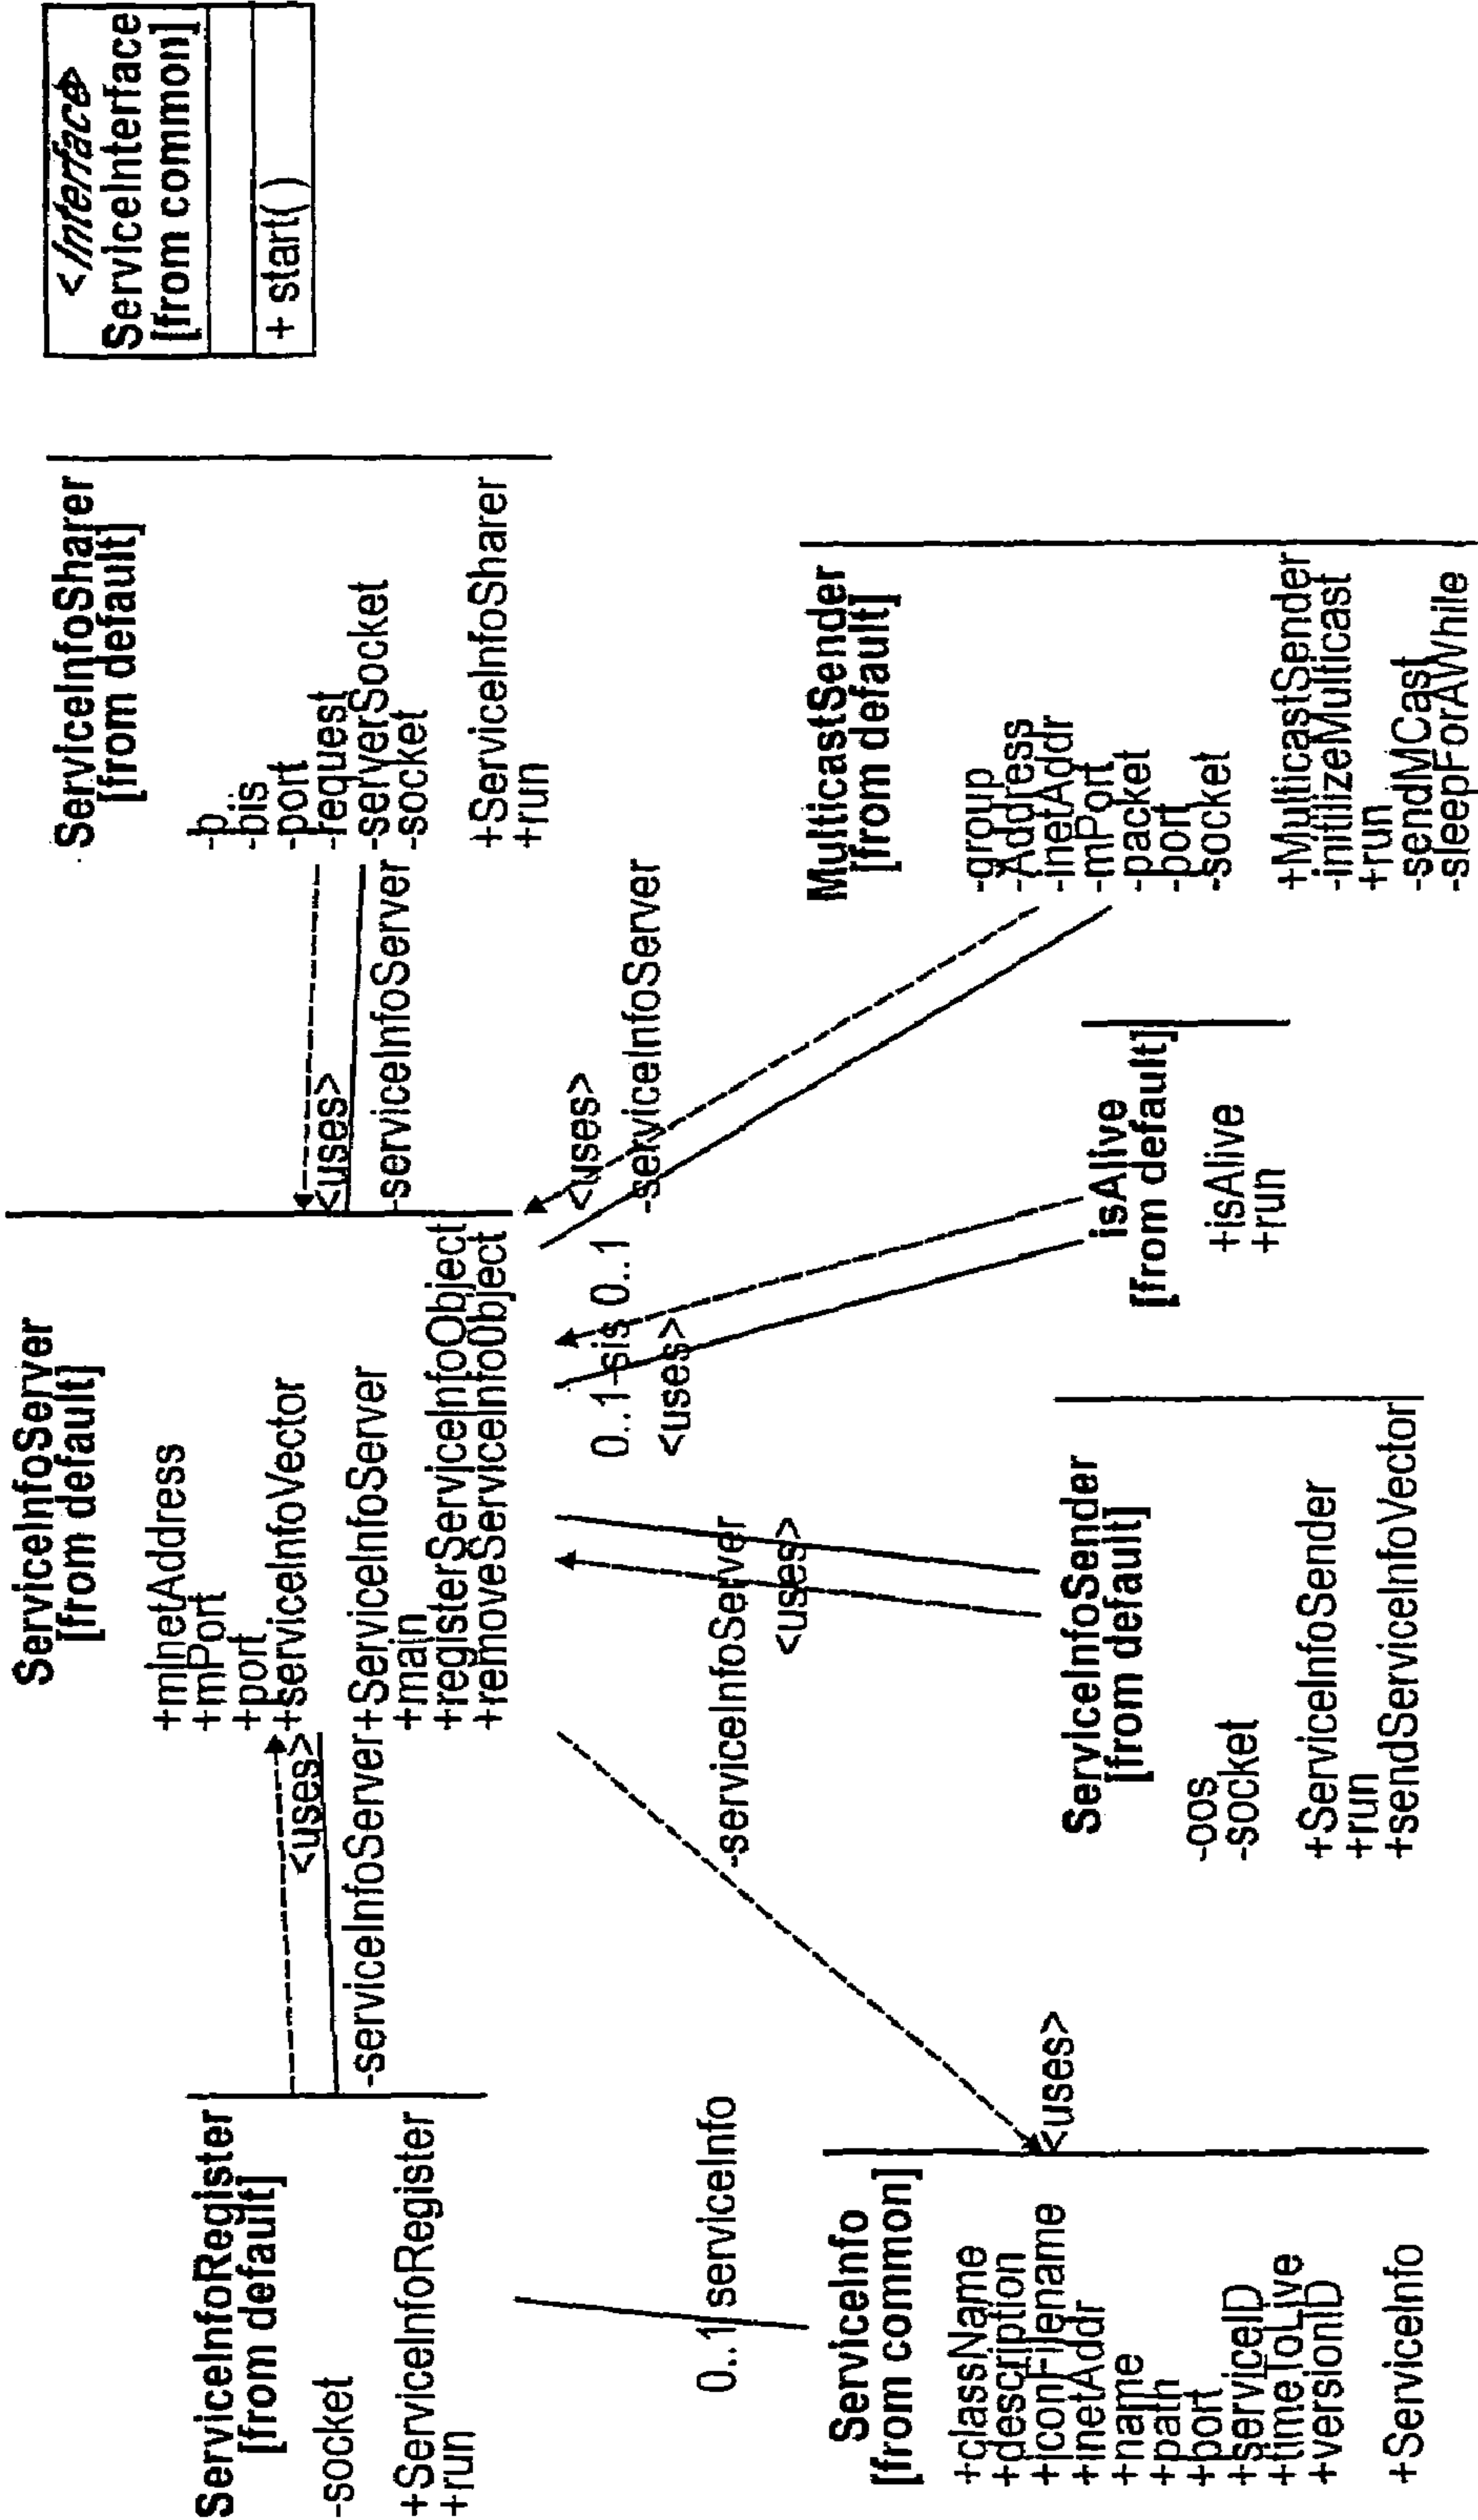 ServiceInfoRegister
[from default]
-socket
+ServiceInfoRegister
+run
ServiceInfoServer
[from default]
+mInetAddress
+mPort
+port
+serviceInfoVector
+ServiceInfoServer
+main
+registerServiceInfoObject
+removeServiceInfoObject
ServiceInfoSharer
[from default]
-p
-bis
-port
-request
-serverSocket
-socket
+ServiceInfoSharer
+run
<Interface>
ServiceInterface
[from common]
+ start( )
<uses>
-serviceInfoServer
<uses>
-serviceInfoServer
<uses>
-serviceInfoServer
0..1-sis 0..1
<uses>
-serviceInfoServer
<uses>
0..1 serviceInfo
<uses>
ServiceInfo
[from common]
+className
+description
+iconFilename
+inetAddr
+name
+path
+port
+serviceID
+timeToLive
+versionID
+ServiceInfo
ServiceInfoSender
[from default]
-oos
-socket
+ServiceInfoSender
+run
+sendServiceInfoVector
isAlive
[from default]
+isAlive
+run
MulticastSender
[from default]
-group
-Address
-inetAddr
-mPort
-packet
-port
-socket
+MulticastSender
-initilizeMulticast
+run
-sendMCast
-sleepForAWhile